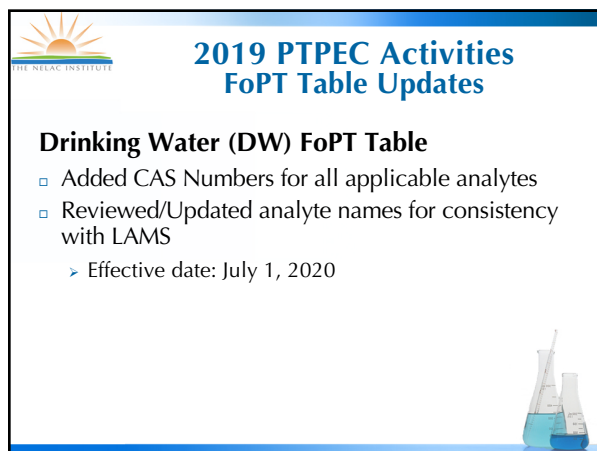 THE NELAC INSTITUTE
2019 PTPEC Activities
FoPT Table Updates
Drinking Water (DW) FoPT Table
▫ Added CAS Numbers for all applicable analytes
▫ Reviewed/Updated analyte names for consistency
with LAMS
➢ Effective date: July 1, 2020